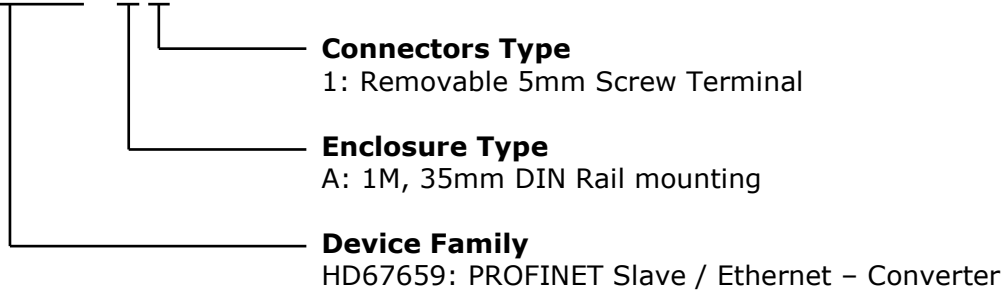 Connectors Type
1: Removable 5mm Screw Terminal
Enclosure Type
A: 1M, 35mm DIN Rail mounting
Device Family
HD67659: PROFINET Slave / Ethernet – Converter